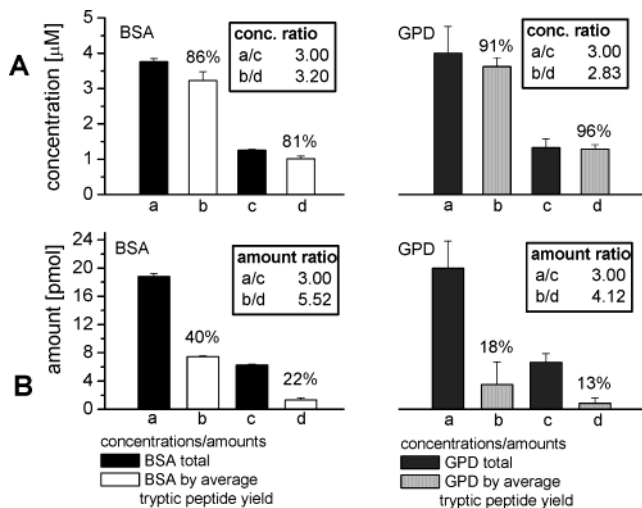 A
concentration [µM]
5
4
3
2
1
0
BSA
86%
81%
conc. ratio
a/c 3.00
b/d 3.20
a b c d
GPD
91%
96%
conc. ratio
a/c 3.00
b/d 2.83
a b c d
B
amount [pmol]
24
20
16
12
8
4
0
BSA
40%
22%
amount ratio
a/c 3.00
b/d 5.52
a b c d
GPD
18%
13%
amount ratio
a/c 3.00
b/d 4.12
a b c d
concentrations/amounts
BSA total
BSA by average
tryptic peptide yield
concentrations/amounts
GPD total
GPD by average
tryptic peptide yield